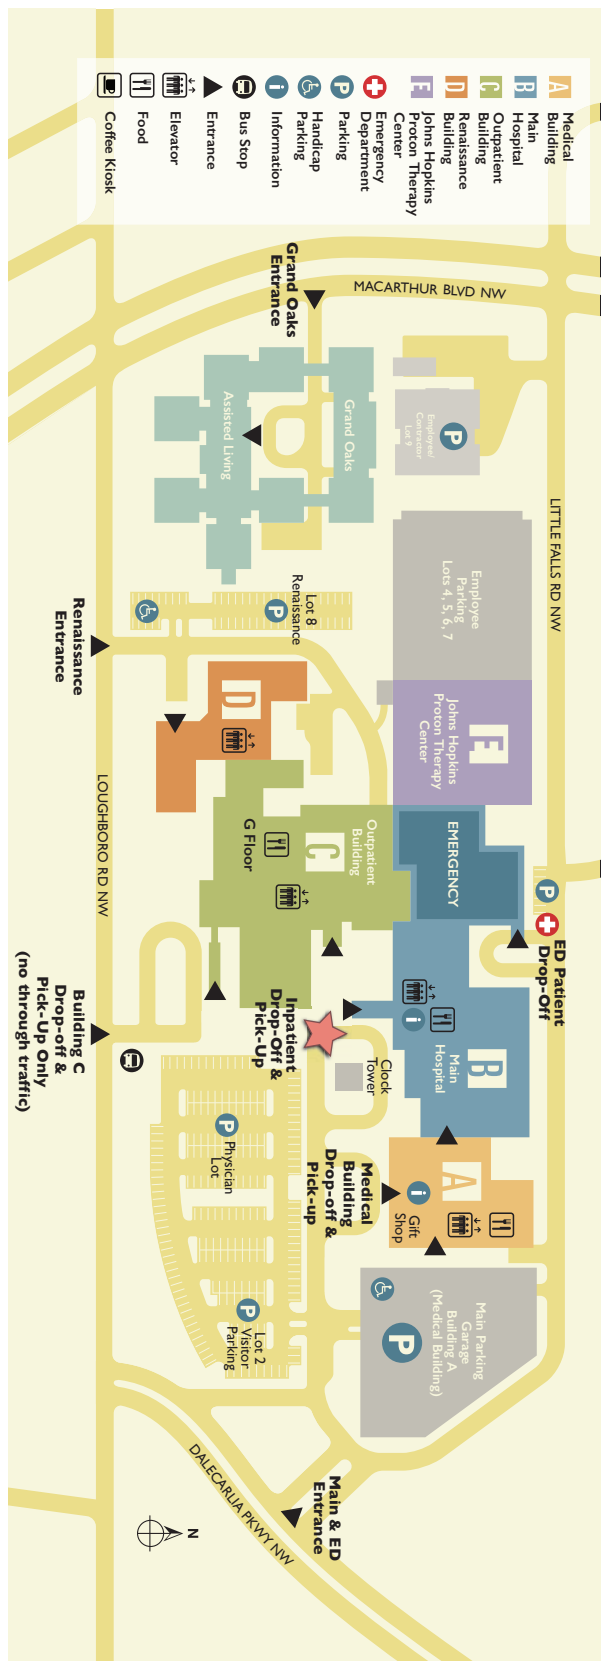 A Medical
Building
B Main
Hospital
C Outpatient
Building
D Renaissance
Building
E Johns Hopkins
Proton Therapy
Center
Emergency
Department
P Parking
Handicap
Parking
i Information
Bus Stop
Entrance
Elevator
Food
Coffee Kiosk
LITTLE FALLS RD NW
MACARTHUR BLVD NW
Grand Oaks
Entrance
Employee/
Contractor
Lot 9
P
Grand Oaks
Assisted Living
Employee
Parking
Lots 4, 5, 6, 7
Lot 8
Renaissance
P
Renaissance
Entrance
E
Johns Hopkins
Proton Therapy
Center
D
EMERGENCY
P
ED Patient
Drop-Off
Outpatient
Building
C
G Floor
LOUGHBORO RD NW
B
Main
Hospital
i
Inpatient
Drop-Off &
Pick-Up
Clock
Tower
Building C
Drop-off &
Pick-Up Only
(no through traffic)
P
Physician
Lot
A
i
Gift
Shop
Medical
Building
Drop-off &
Pick-up
Main Parking
Garage
Building A
(Medical Building)
P
P
Lot 2
Visitor
Parking
Main & ED
Entrance
DALECARLIA PKWY NW
N